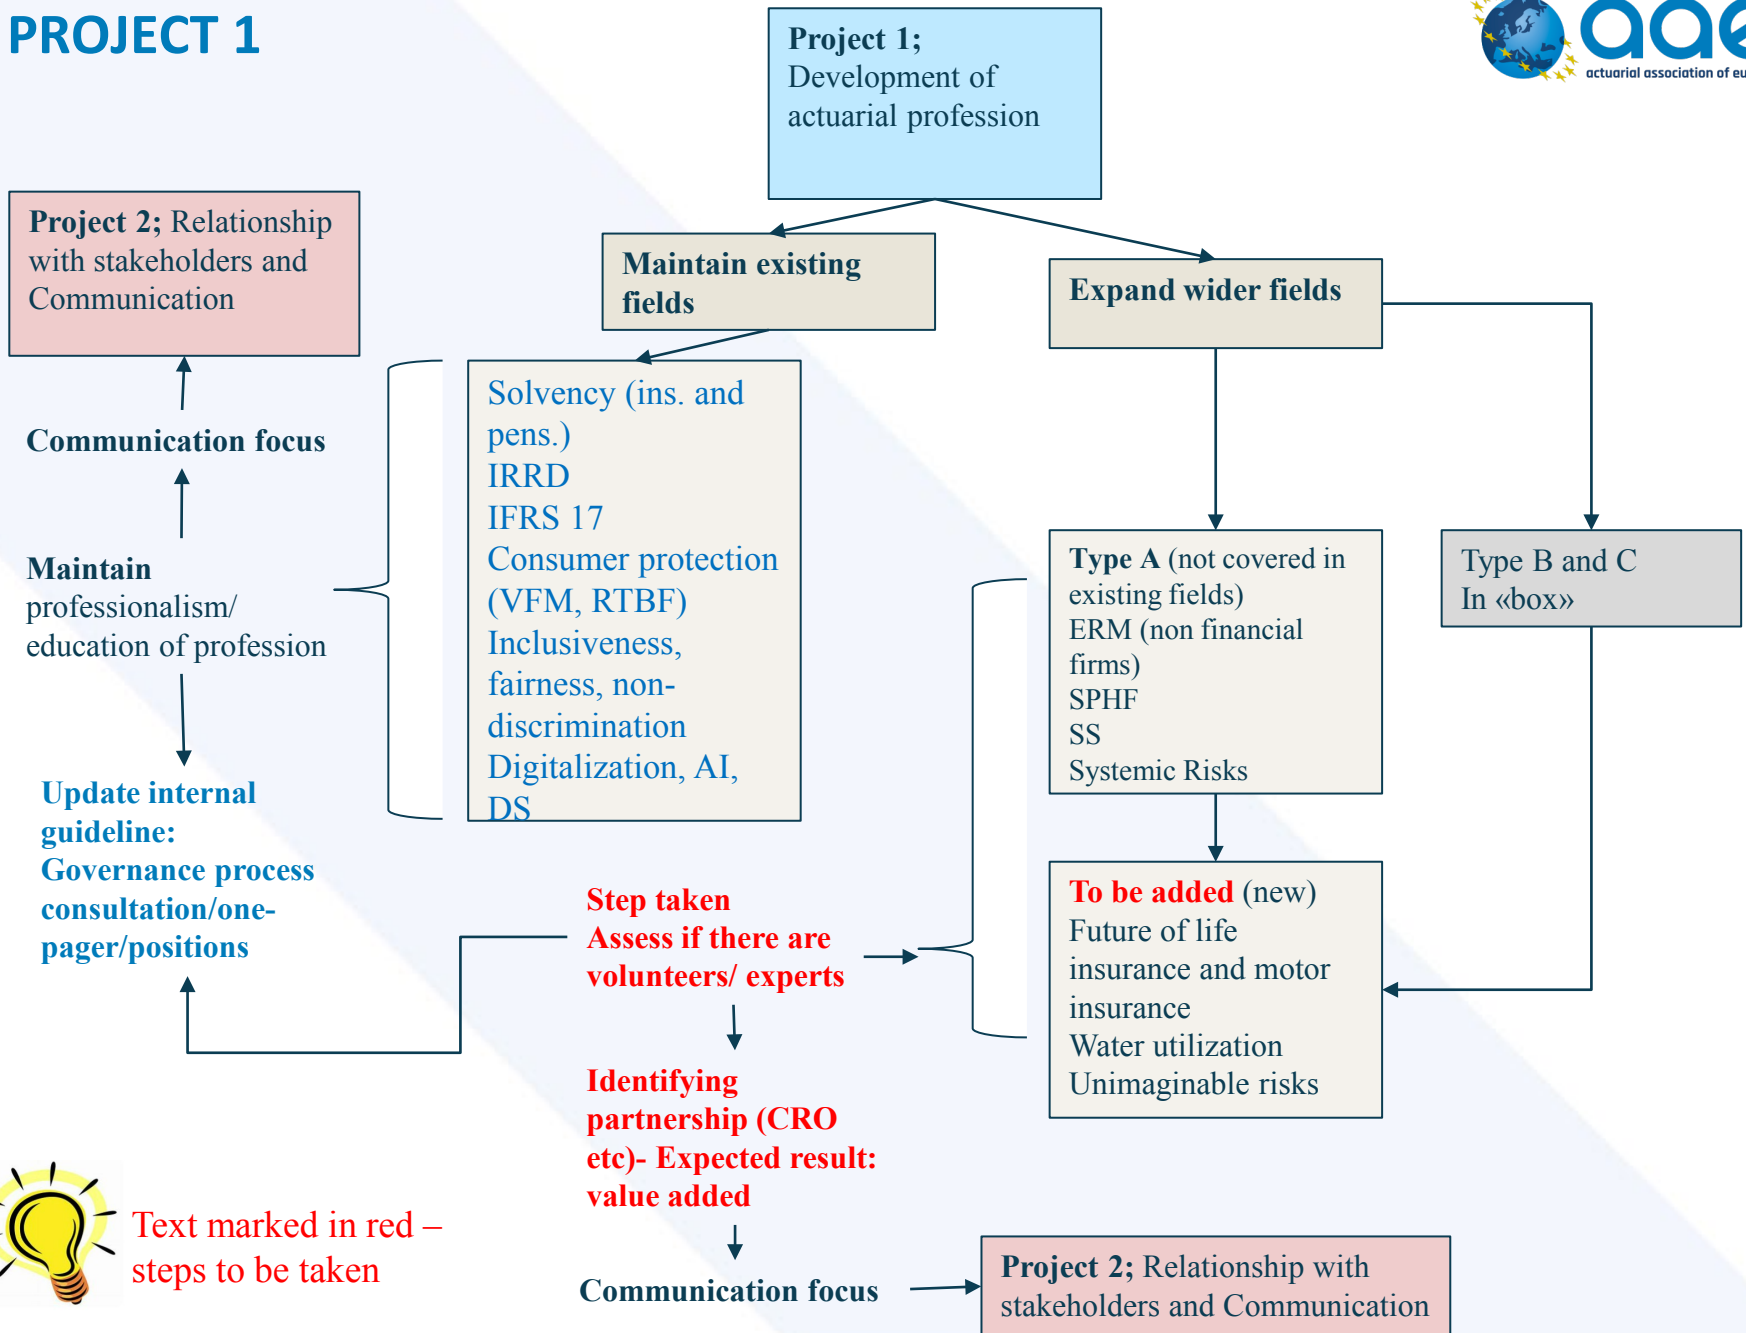 PROJECT 1
Project 1;
Development of
actuarial profession
actuarial association of eu
Project 2; Relationship
with stakeholders and
Communication
Maintain existing
fields
Expand wider fields
Communication focus
Maintain
professionalism/
education of profession
Update internal
guideline:
Governance process
consultation/one-
pager/positions
Solvency (ins. and
pens.)
IRRD
IFRS 17
Consumer protection
(VFM, RTBF)
Inclusiveness,
fairness, non-
discrimination
Digitalization, AI,
DS
Type A (not covered in
existing fields)
ERM (non financial
firms)
SPHF
SS
Systemic Risks
Type B and C
In «box»
To be added (new)
Future of life
insurance and motor
insurance
Water utilization
Unimaginable risks
Step taken
Assess if there are
volunteers/ experts
Identifying
partnership (CRO
etc)- Expected result:
value added
Communication focus
Project 2; Relationship with
stakeholders and Communication
Text marked in red –
steps to be taken